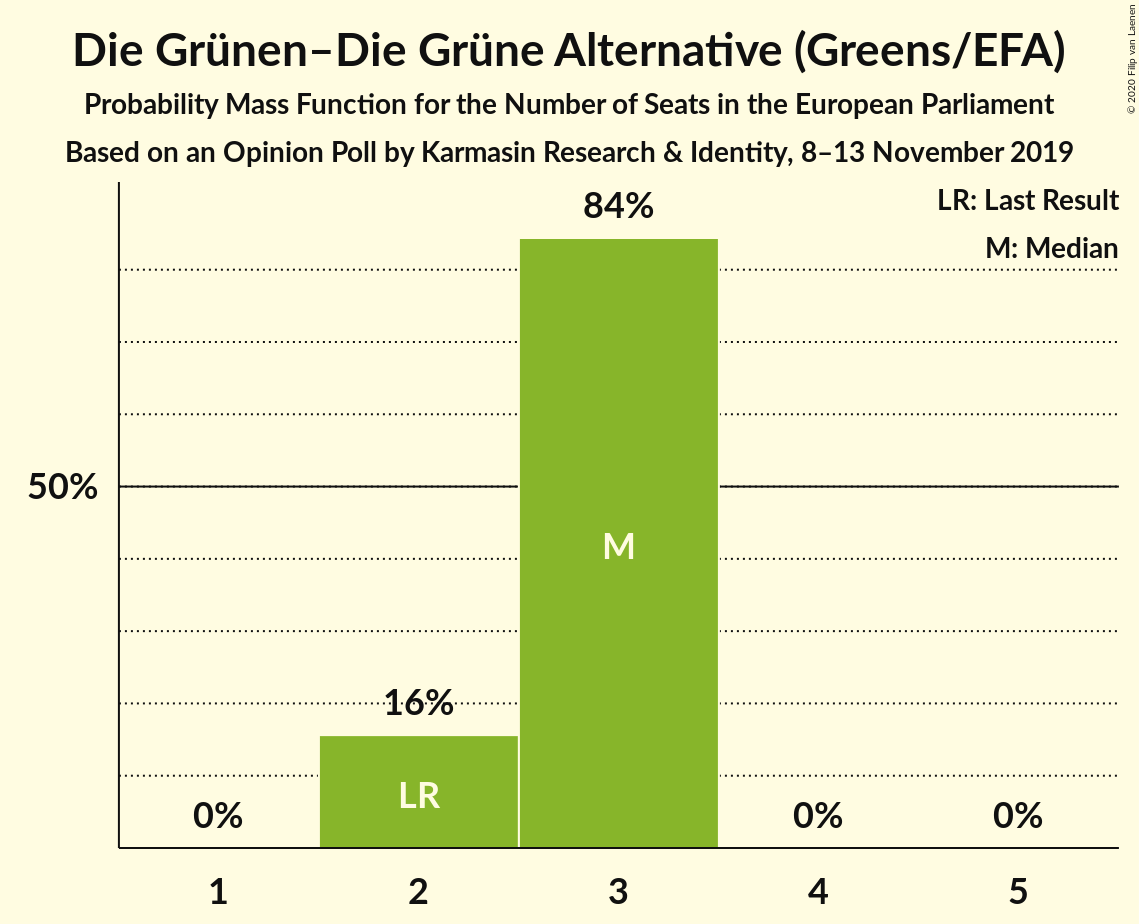 Die Grünen–Die Grüne Alternative (Greens/EFA)
Probability Mass Function for the Number of Seats in the European Parliament
Based on an Opinion Poll by Karmasin Research & Identity, 8–13 November 2019
© 2020 Filip van Laenen
LR: Last Result
M: Median
84%
50%
M
16%
LR
0%
0%
0%
1
2
3
4
5